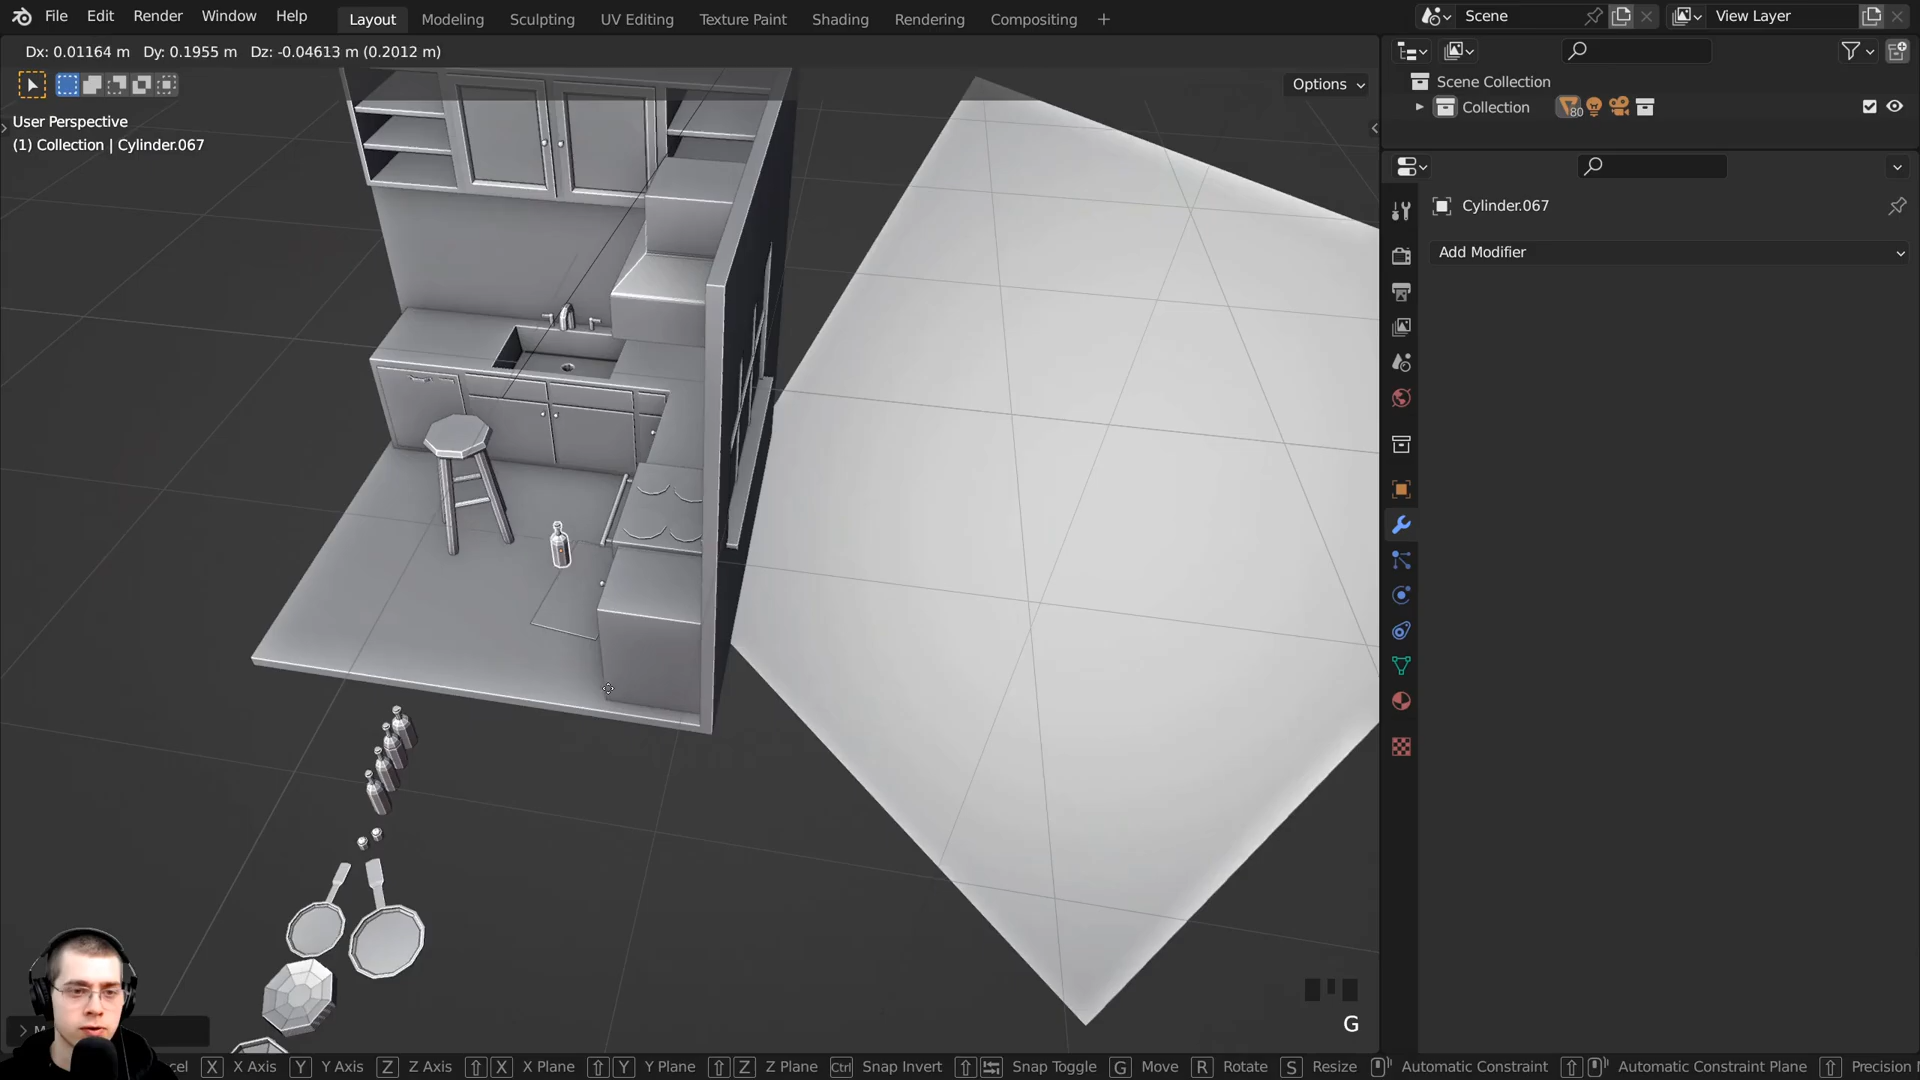 File Edit Render Window Help Layout Modeling Sculpting UV Editing Texture Paint Shading Rendering Compositing + Scene View Layer
Dx: 0.01164 m Dy: 0.1955 m Dz: -0.04613 m (0.2012 m)
Options
User Perspective
(1) Collection | Cylinder.067
Scene Collection
Collection 80
Cylinder.067
Add Modifier
G
X X Axis Y Y Axis Z Z Axis X X Plane Y Y Plane Z Z Plane Ctrl Snap Invert Snap Toggle G Move R Rotate S Resize Automatic Constraint Automatic Constraint Plane Precision